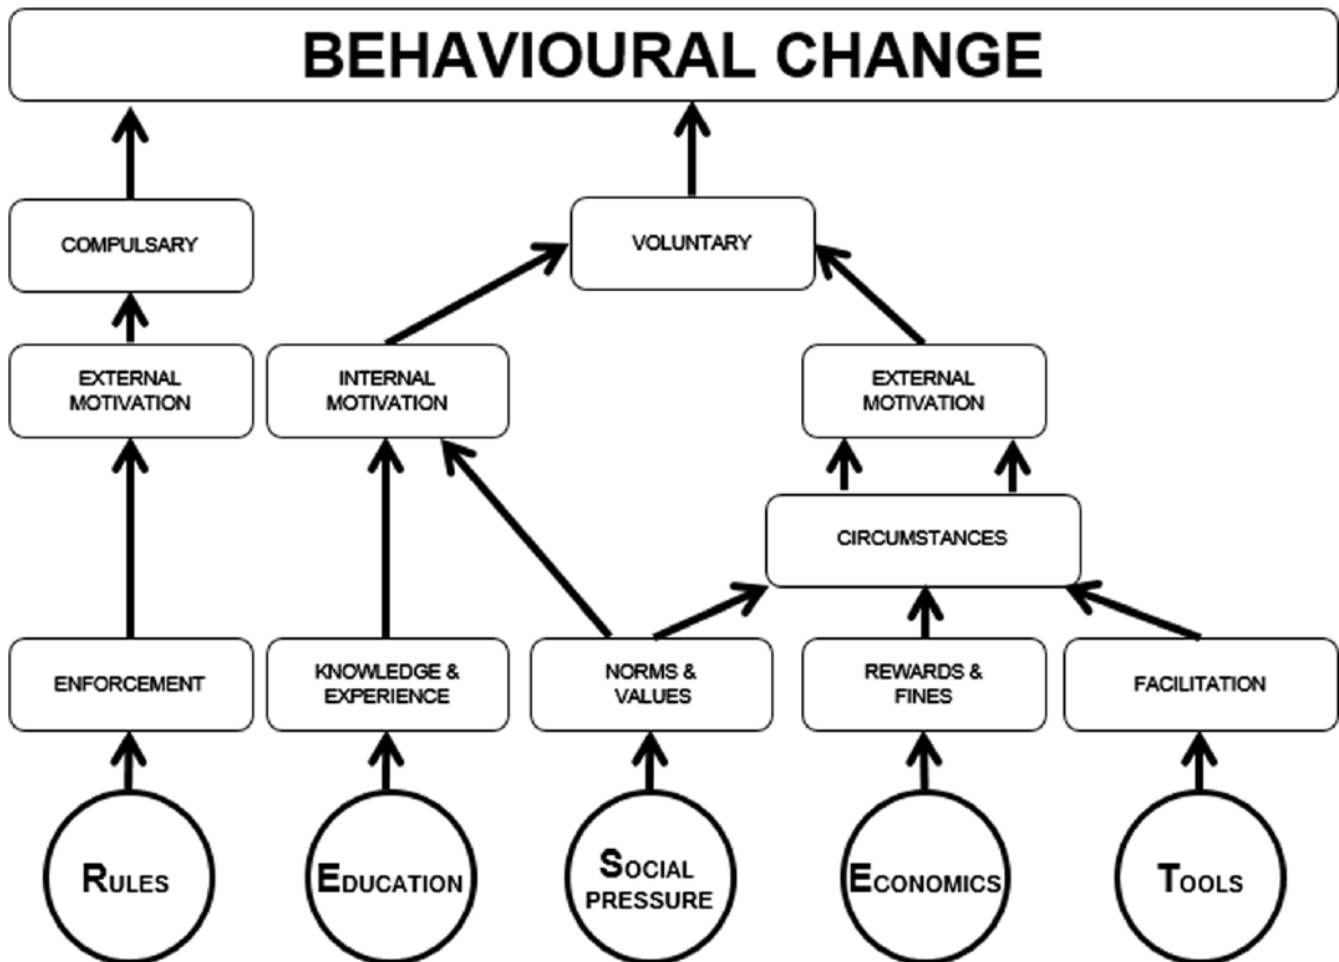 BEHAVIOURAL CHANGE
COMPULSARY
VOLUNTARY
EXTERNAL
MOTIVATION
INTERNAL
MOTIVATION
EXTERNAL
MOTIVATION
CIRCUMSTANCES
ENFORCEMENT
KNOWLEDGE &
EXPERIENCE
NORMS &
VALUES
REWARDS &
FINES
FACILITATION
RULES
EDUCATION
SOCIAL
PRESSURE
ECONOMICS
TOOLS